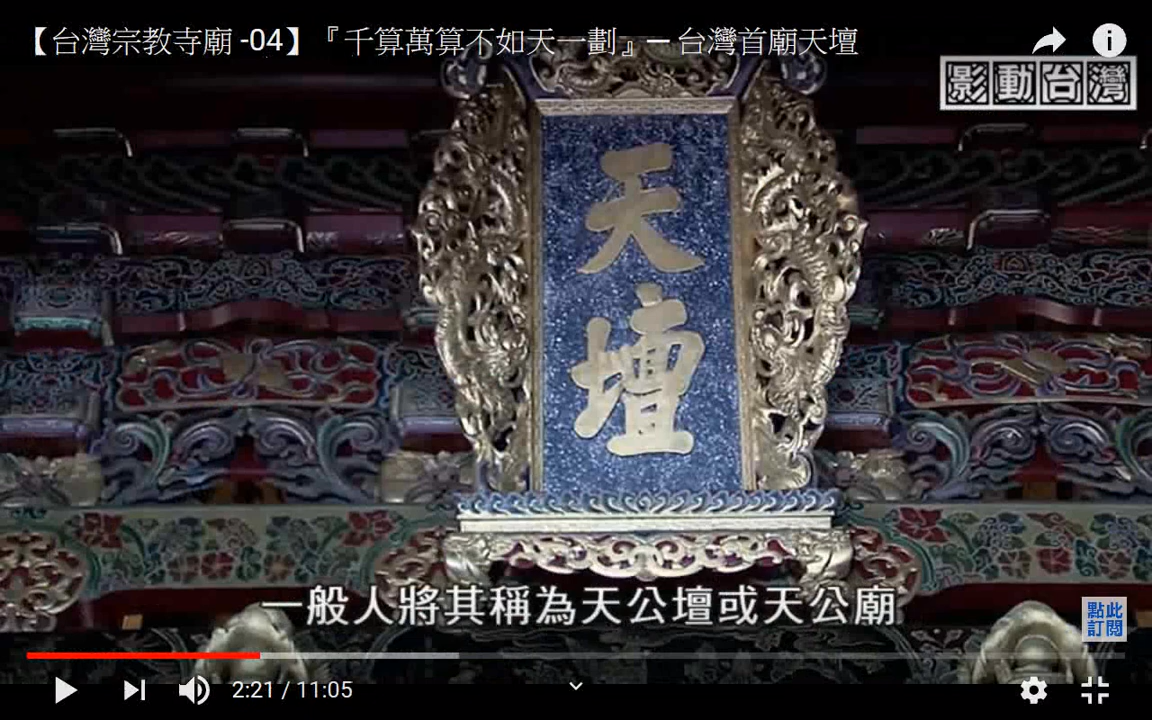 【台灣宗教寺廟 -04】『千算萬算不如天一劃』─ 台灣首廟天壇
影動台灣
天
壇
一般人將其稱為天公壇或天公廟
點此
訂閱
2:21 / 11:05